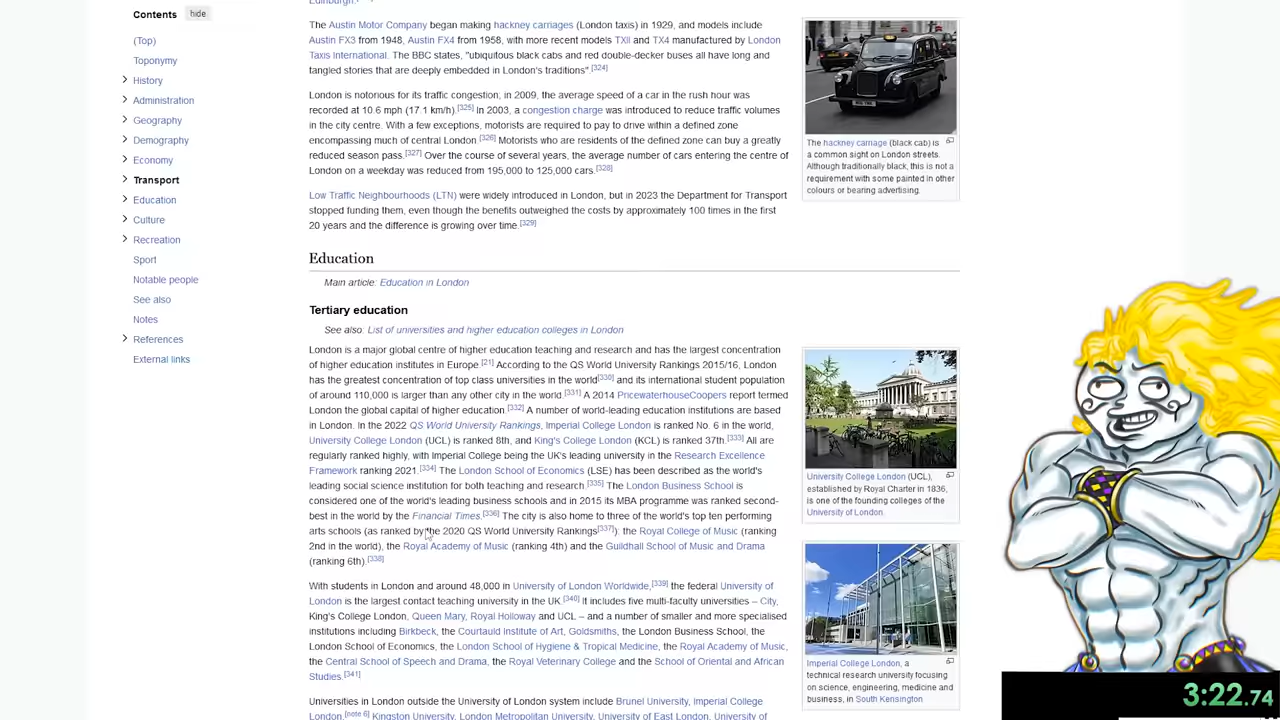 Contents hide
(Top)
Toponymy
History
Administration
Geography
Demography
Economy
Transport
Education
Culture
Recreation
Sport
Notable people
See also
Notes
References
External links
The Austin Motor Company began making hackney carriages (London taxis) in 1929, and models include
Austin FX3 from 1948, Austin FX4 from 1958, with more recent models TXII and TX4 manufactured by London
Taxis International. The BBC states, "ubiquitous black cabs and red double-decker buses all have long and
tangled stories that are deeply embedded in London's traditions" [324]
London is notorious for its traffic congestion; in 2009, the average speed of a car in the rush hour was
recorded at 10.6 mph (17.1 km/h).[325] In 2003, a congestion charge was introduced to reduce traffic volumes
in the city centre. With a few exceptions, motorists are required to pay to drive within a defined zone
encompassing much of central London [326] Motorists who are residents of the defined zone can buy a greatly
reduced season pass.[327] Over the course of several years, the average number of cars entering the centre of
London on a weekday was reduced from 195,000 to 125,000 cars.[328]
Low Traffic Neighbourhoods (LTN) were widely introduced in London, but in 2023 the Department for Transport
stopped funding them, even though the benefits outweighed the costs by approximately 100 times in the first
20 years and the difference is growing over time.[329]
The hackney carriage (black cab) is
a common sight on London streets.
Although traditionally black, this is not a
requirement with some painted in other
colours or bearing advertising.
Education
Main article: Education in London
Tertiary education
See also: List of universities and higher education colleges in London
London is a major global centre of higher education teaching and research and has the largest concentration
of higher education institutes in Europe.[21] According to the QS World University Rankings 2015/16, London
has the greatest concentration of top class universities in the world[330] and its international student population
of around 110,000 is larger than any other city in the world.[331] A 2014 PricewaterhouseCoopers report termed
London the global capital of higher education.[332] A number of world-leading education institutions are based
in London. In the 2022 QS World University Rankings, Imperial College London is ranked No. 6 in the world,
University College London (UCL) is ranked 8th, and King's College London (KCL) is ranked 37th.[333] All are
regularly ranked highly, with Imperial College being the UK's leading university in the Research Excellence
Framework ranking 2021.[334] The London School of Economics (LSE) has been described as the world's
leading social science institution for both teaching and research.[335] The London Business School is
considered one of the world's leading business schools and in 2015 its MBA programme was ranked second-
best in the world by the Financial Times.[336] The city is also home to three of the world's top ten performing
arts schools (as ranked by the 2020 QS World University Rankings[337]): the Royal College of Music (ranking
2nd in the world), the Royal Academy of Music (ranking 4th) and the Guildhall School of Music and Drama
(ranking 6th).[338]
With students in London and around 48,000 in University of London Worldwide,[339] the federal University of
London is the largest contact teaching university in the UK.[340] It includes five multi-faculty universities – City,
King's College London, Queen Mary, Royal Holloway and UCL – and a number of smaller and more specialised
institutions including Birkbeck, the Courtauld Institute of Art, Goldsmiths, the London Business School, the
London School of Economics, the London School of Hygiene & Tropical Medicine, the Royal Academy of Music,
the Central School of Speech and Drama, the Royal Veterinary College and the School of Oriental and African
Studies.[341]
Universities in London outside the University of London system include Brunel University, Imperial College
London,[note 6] Kingston University, London Metropolitan University, University of East London, University of
University College London (UCL),
established by Royal Charter in 1836,
is one of the founding colleges of the
University of London.
Imperial College London, a
technical research university focusing
on science, engineering, medicine and
business, in South Kensington
3:22.74